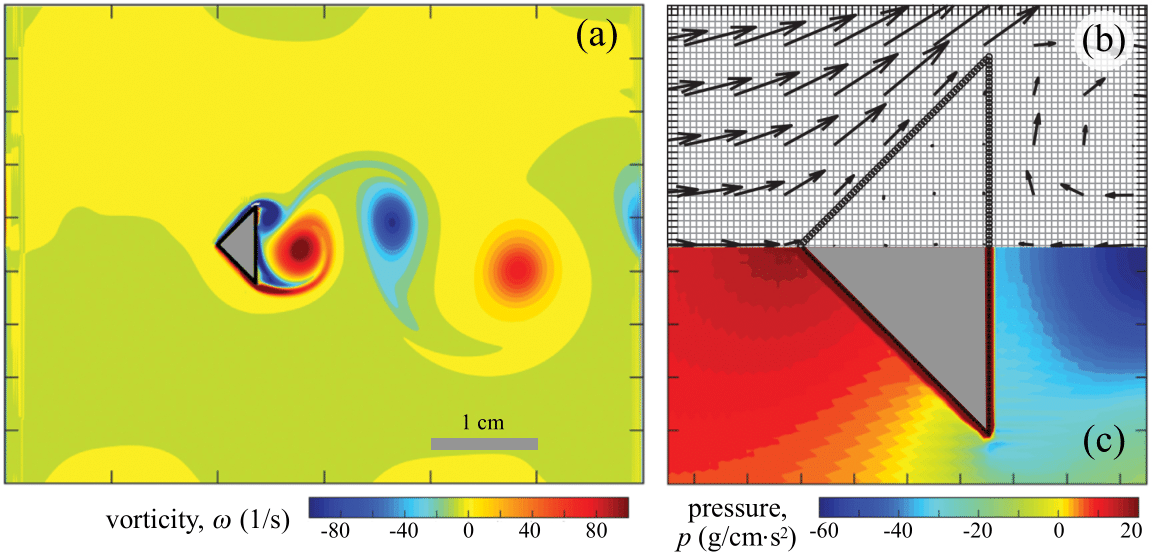 (a)
(b)
1 cm
(c)
vorticity, ω (1/s)
-80 -40 0 40 80
pressure,
p (g/cm·s²)
-60 -40 -20 0 20